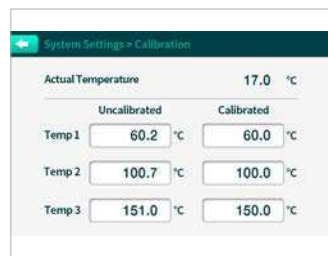 System Settings > Calibration
Actual Temperature 17.0 °C
Uncalibrated Calibrated
Temp 1 60.2 °C 60.0 °C
Temp 2 100.7 °C 100.0 °C
Temp 3 151.0 °C 150.0 °C